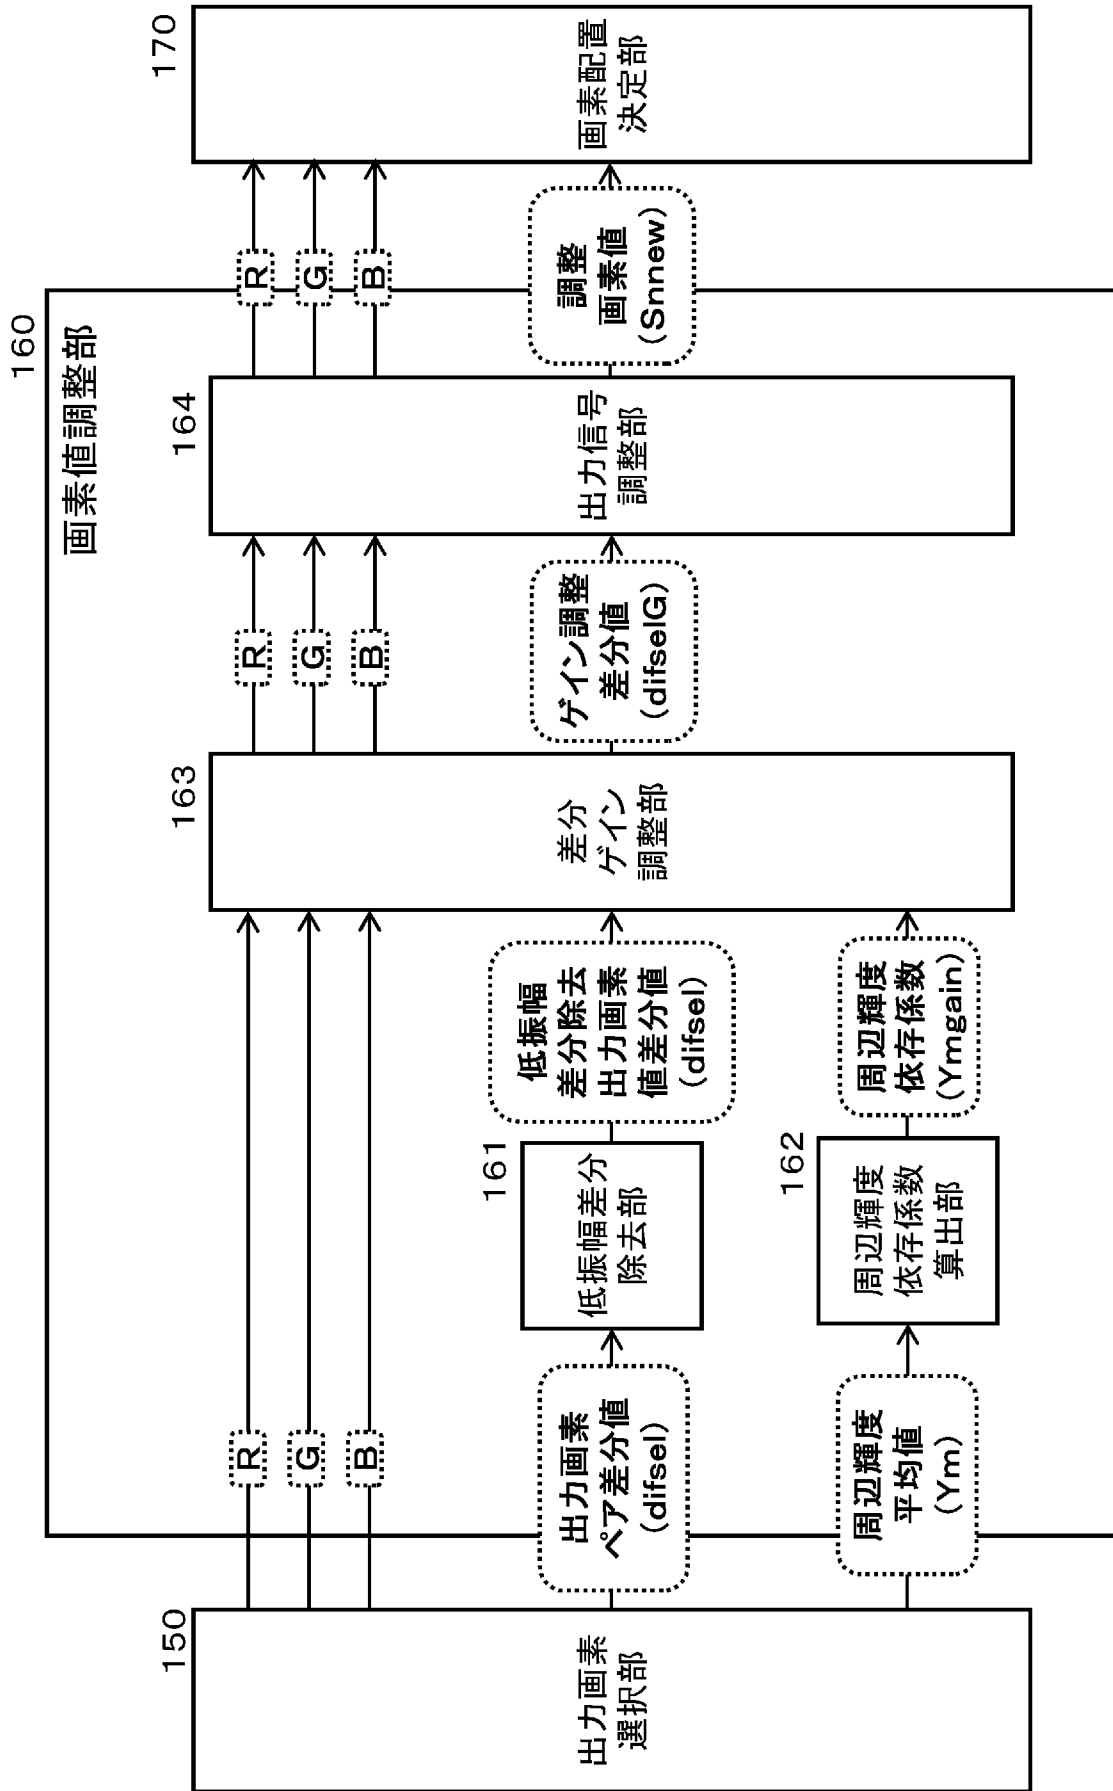 160
画素値調整部
150
出力画素
選択部
R
G
B
出力画素
ペア差分値
(difsel)
周辺輝度
平均値
(Ym)
161
低振幅差分
除去部
162
周辺輝度
依存係数
算出部
低振幅
差分除去
出力画素
値差分値
(difsel)
周辺輝度
依存係数
(Ymgain)
163
差分
ゲイン
調整部
R
G
B
ゲイン調整
差分値
(difselG)
164
出力信号
調整部
R
G
B
調整
画素値
(Snnew)
170
画素配置
決定部